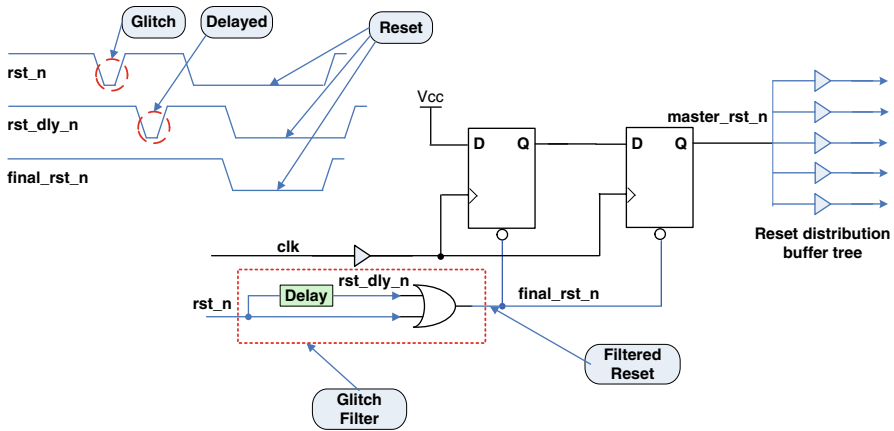 Glitch
Delayed
Reset
rst_n
rst_dly_n
final_rst_n
Vcc
D Q
D Q
master_rst_n
Reset distribution
buffer tree
clk
rst_n
Delay
rst_dly_n
final_rst_n
Filtered
Reset
Glitch
Filter